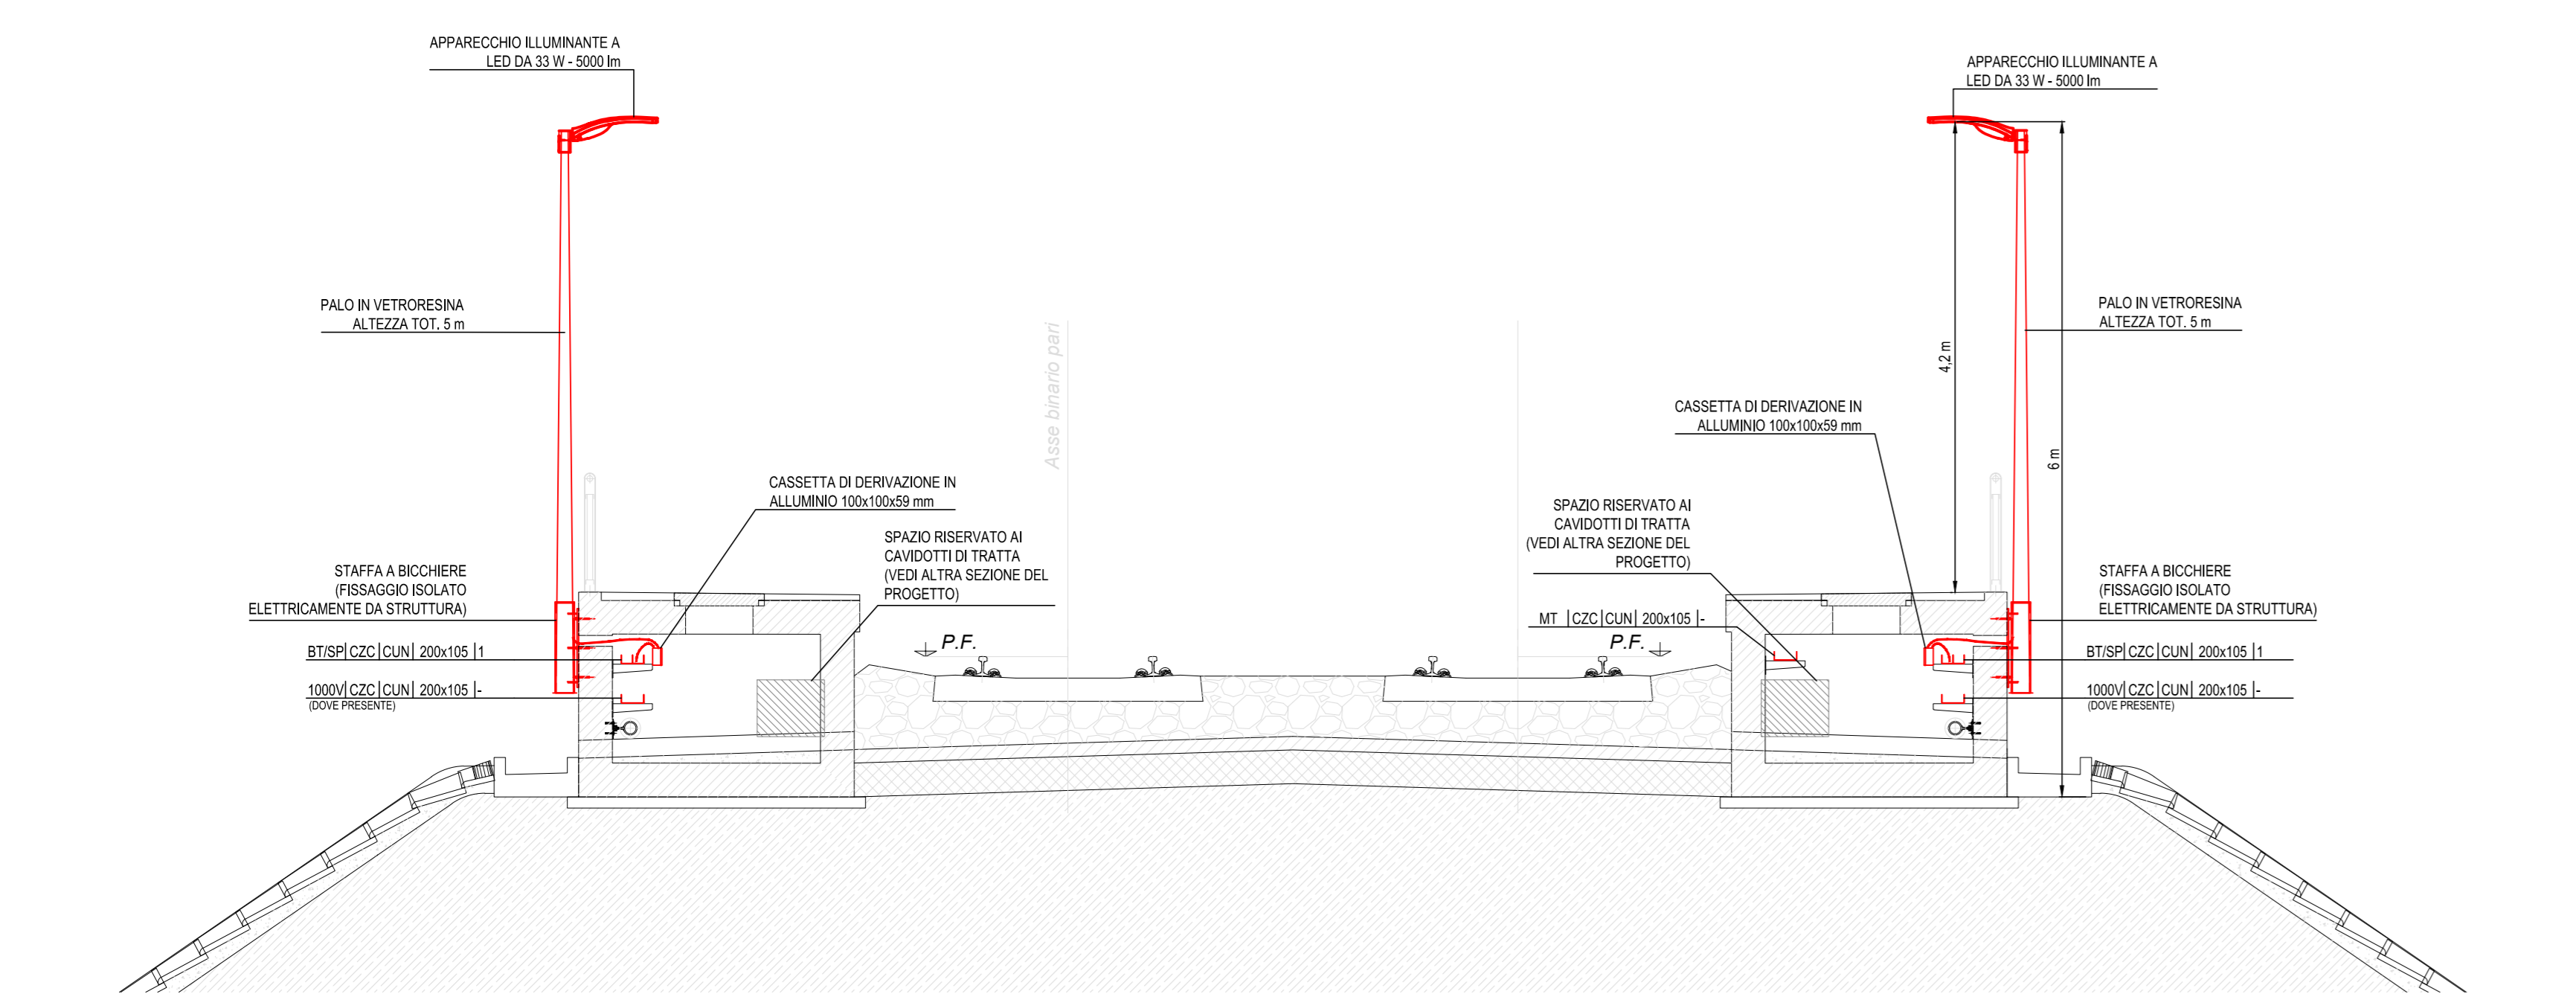 APPARECCHIO ILLUMINANTE A
LED DA 33 W - 5000 lm
APPARECCHIO ILLUMINANTE A
LED DA 33 W - 5000 lm
PALO IN VETRORESINA
ALTEZZA TOT. 5 m
PALO IN VETRORESINA
ALTEZZA TOT. 5 m
Asse binario pari
4,2 m
6 m
CASSETTA DI DERIVAZIONE IN
ALLUMINIO 100x100x59 mm
CASSETTA DI DERIVAZIONE IN
ALLUMINIO 100x100x59 mm
SPAZIO RISERVATO AI
CAVIDOTTI DI TRATTA
(VEDI ALTRA SEZIONE DEL
PROGETTO)
SPAZIO RISERVATO AI
CAVIDOTTI DI TRATTA
(VEDI ALTRA SEZIONE DEL
PROGETTO)
STAFFA A BICCHIERE
(FISSAGGIO ISOLATO
ELETTRICAMENTE DA STRUTTURA)
STAFFA A BICCHIERE
(FISSAGGIO ISOLATO
ELETTRICAMENTE DA STRUTTURA)
MT |CZC|CUN| 200x105 |-
P.F.
P.F.
BT/SP|CZC|CUN| 200x105 |1
BT/SP|CZC|CUN| 200x105 |1
1000V|CZC|CUN| 200x105 |-
(DOVE PRESENTE)
1000V|CZC|CUN| 200x105 |-
(DOVE PRESENTE)